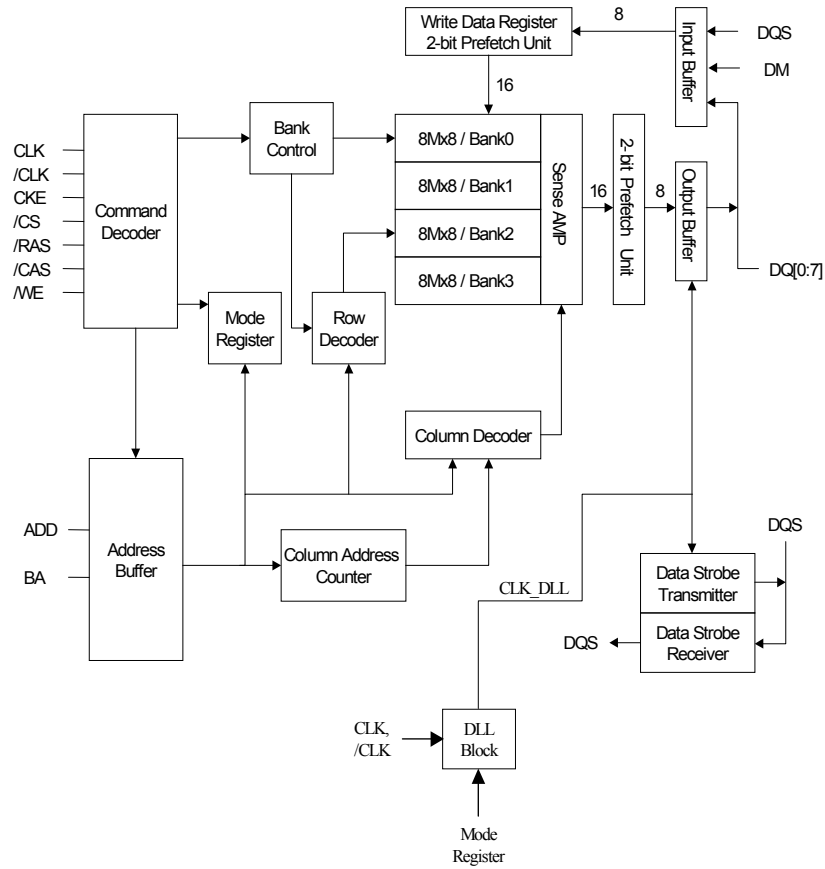 Write Data Register
2-bit Prefetch Unit
8
Input Buffer
DQS
DM
16
Bank
Control
8Mx8 / Bank0
8Mx8 / Bank1
8Mx8 / Bank2
8Mx8 / Bank3
Sense AMP
16
2-bit Prefetch Unit
8
Output Buffer
DQ[0:7]
CLK
/CLK
CKE
/CS
/RAS
/CAS
/WE
Command
Decoder
Mode
Register
Row
Decoder
Column Decoder
ADD
BA
Address
Buffer
Column Address
Counter
CLK_DLL
DQS
Data Strobe
Transmitter
Data Strobe
Receiver
DQS
CLK,
/CLK
DLL
Block
Mode
Register